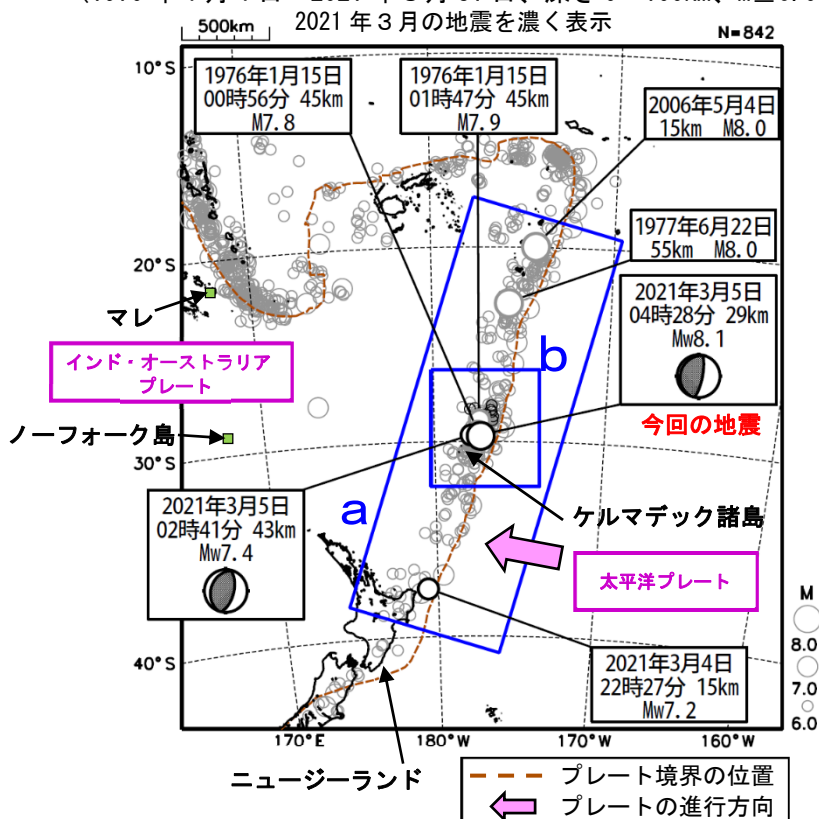 2021年3月の地震を濃く表示
500km
N=842
10°S
20°S
30°S
40°S
170°E
180°W
170°W
160°W
1976年1月15日
00時56分 45km
M7.8
1976年1月15日
01時47分 45km
M7.9
2006年5月4日
15km M8.0
1977年6月22日
55km M8.0
2021年3月5日
04時28分 29km
Mw8.1
今回の地震
マレ
インド・オーストラリア
プレート
ノーフォーク島
b
a
2021年3月5日
02時41分 43km
Mw7.4
ケルマデック諸島
太平洋プレート
2021年3月4日
22時27分 15km
Mw7.2
M
8.0
7.0
6.0
ニュージーランド
プレート境界の位置
プレートの進行方向